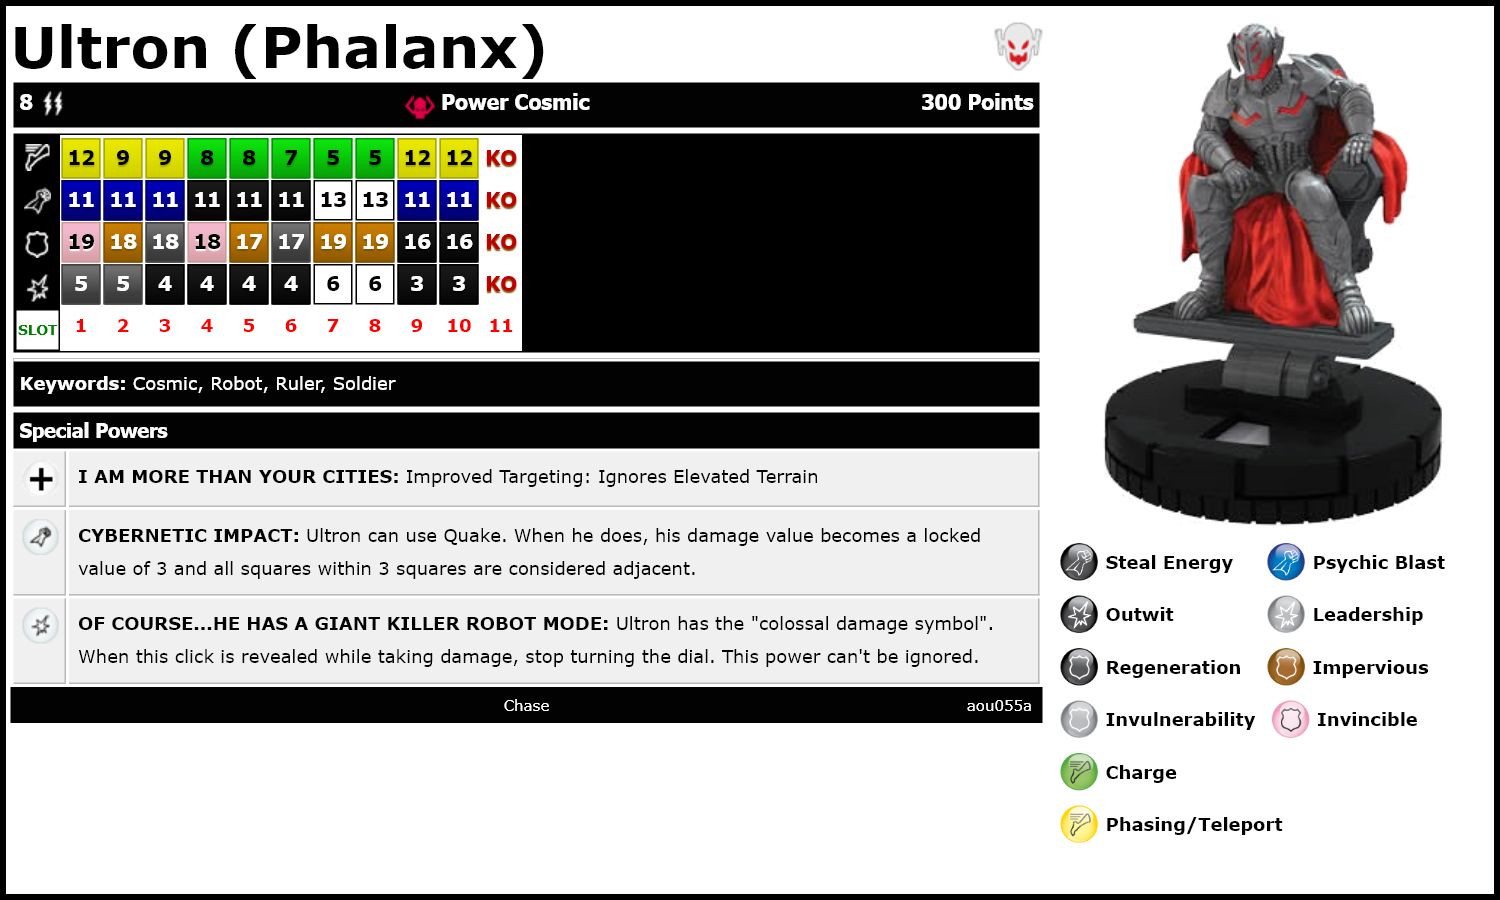 Ultron (Phalanx)
8 Power Cosmic 300 Points
12 9 9 8 8 7 5 5 12 12 KO
11 11 11 11 11 11 13 13 11 11 KO
19 18 18 18 17 17 19 19 16 16 KO
5 5 4 4 4 4 6 6 3 3 KO
SLOT 1 2 3 4 5 6 7 8 9 10 11
Keywords: Cosmic, Robot, Ruler, Soldier
Special Powers
I AM MORE THAN YOUR CITIES: Improved Targeting: Ignores Elevated Terrain
CYBERNETIC IMPACT: Ultron can use Quake. When he does, his damage value becomes a locked
value of 3 and all squares within 3 squares are considered adjacent.
OF COURSE...HE HAS A GIANT KILLER ROBOT MODE: Ultron has the "colossal damage symbol".
When this click is revealed while taking damage, stop turning the dial. This power can't be ignored.
Chase aou055a
Steal Energy Psychic Blast
Outwit Leadership
Regeneration Impervious
Invulnerability Invincible
Charge
Phasing/Teleport